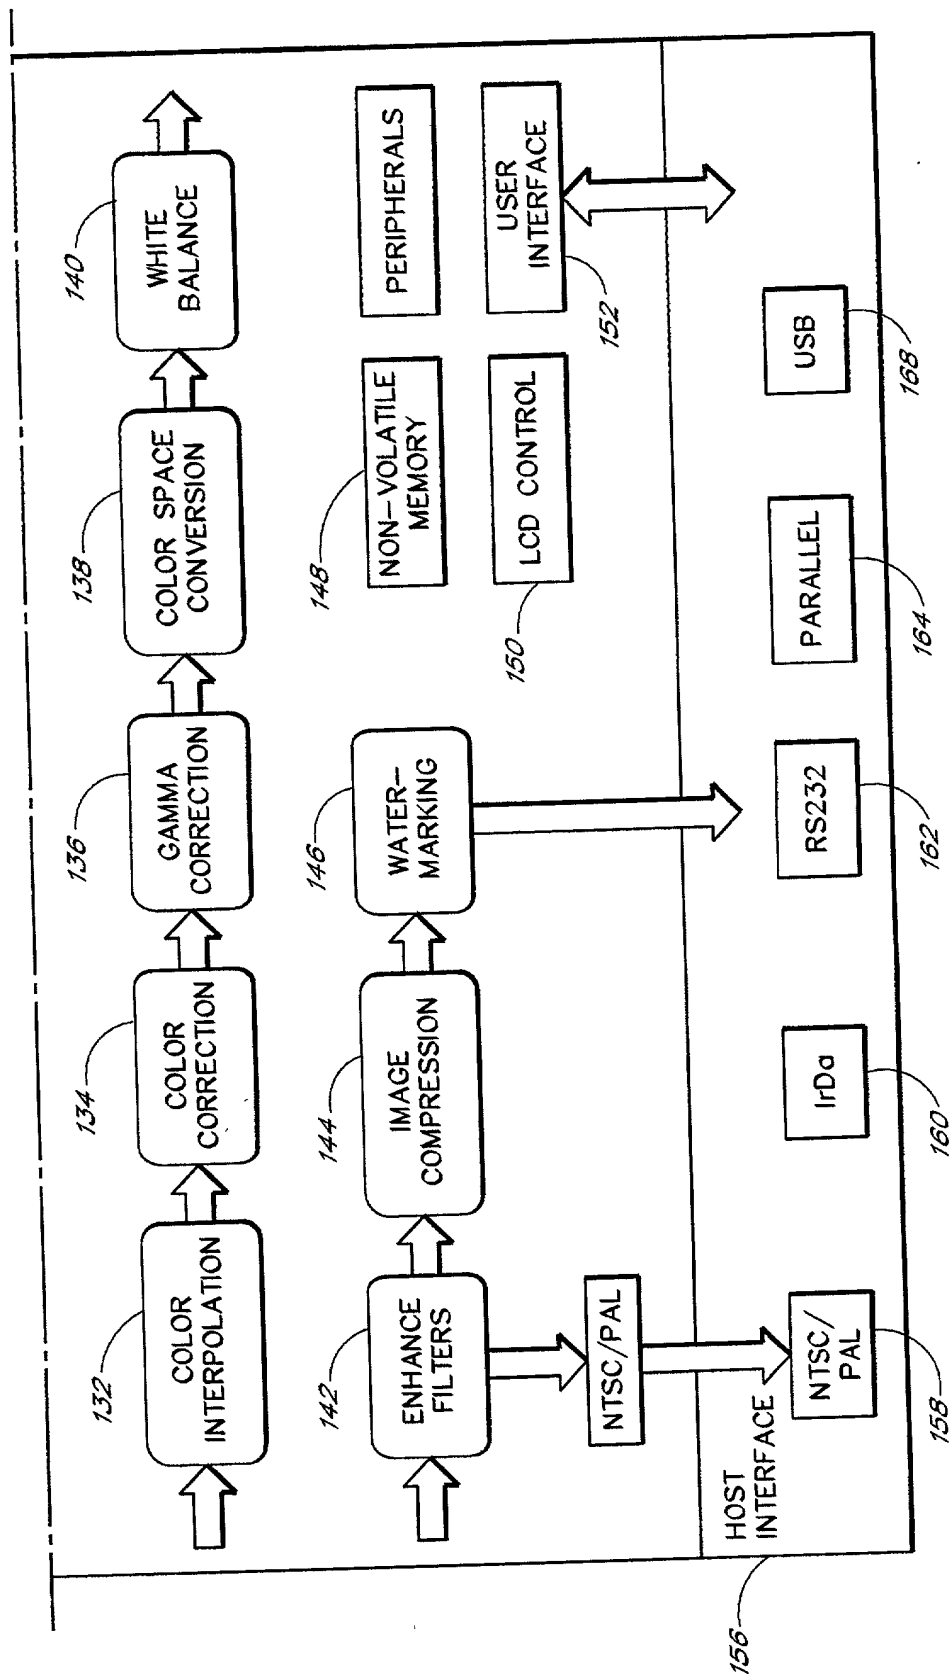 132
COLOR
INTERPOLATION
134
COLOR
CORRECTION
136
GAMMA
CORRECTION
138
COLOR SPACE
CONVERSION
140
WHITE
BALANCE
142
ENHANCE
FILTERS
144
IMAGE
COMPRESSION
146
WATER-
MARKING
148
NON-VOLATILE
MEMORY
PERIPHERALS
150
LCD CONTROL
USER
INTERFACE
152
NTSC/PAL
HOST
INTERFACE
156
NTSC/
PAL
158
IrDa
160
RS232
162
PARALLEL
164
USB
168